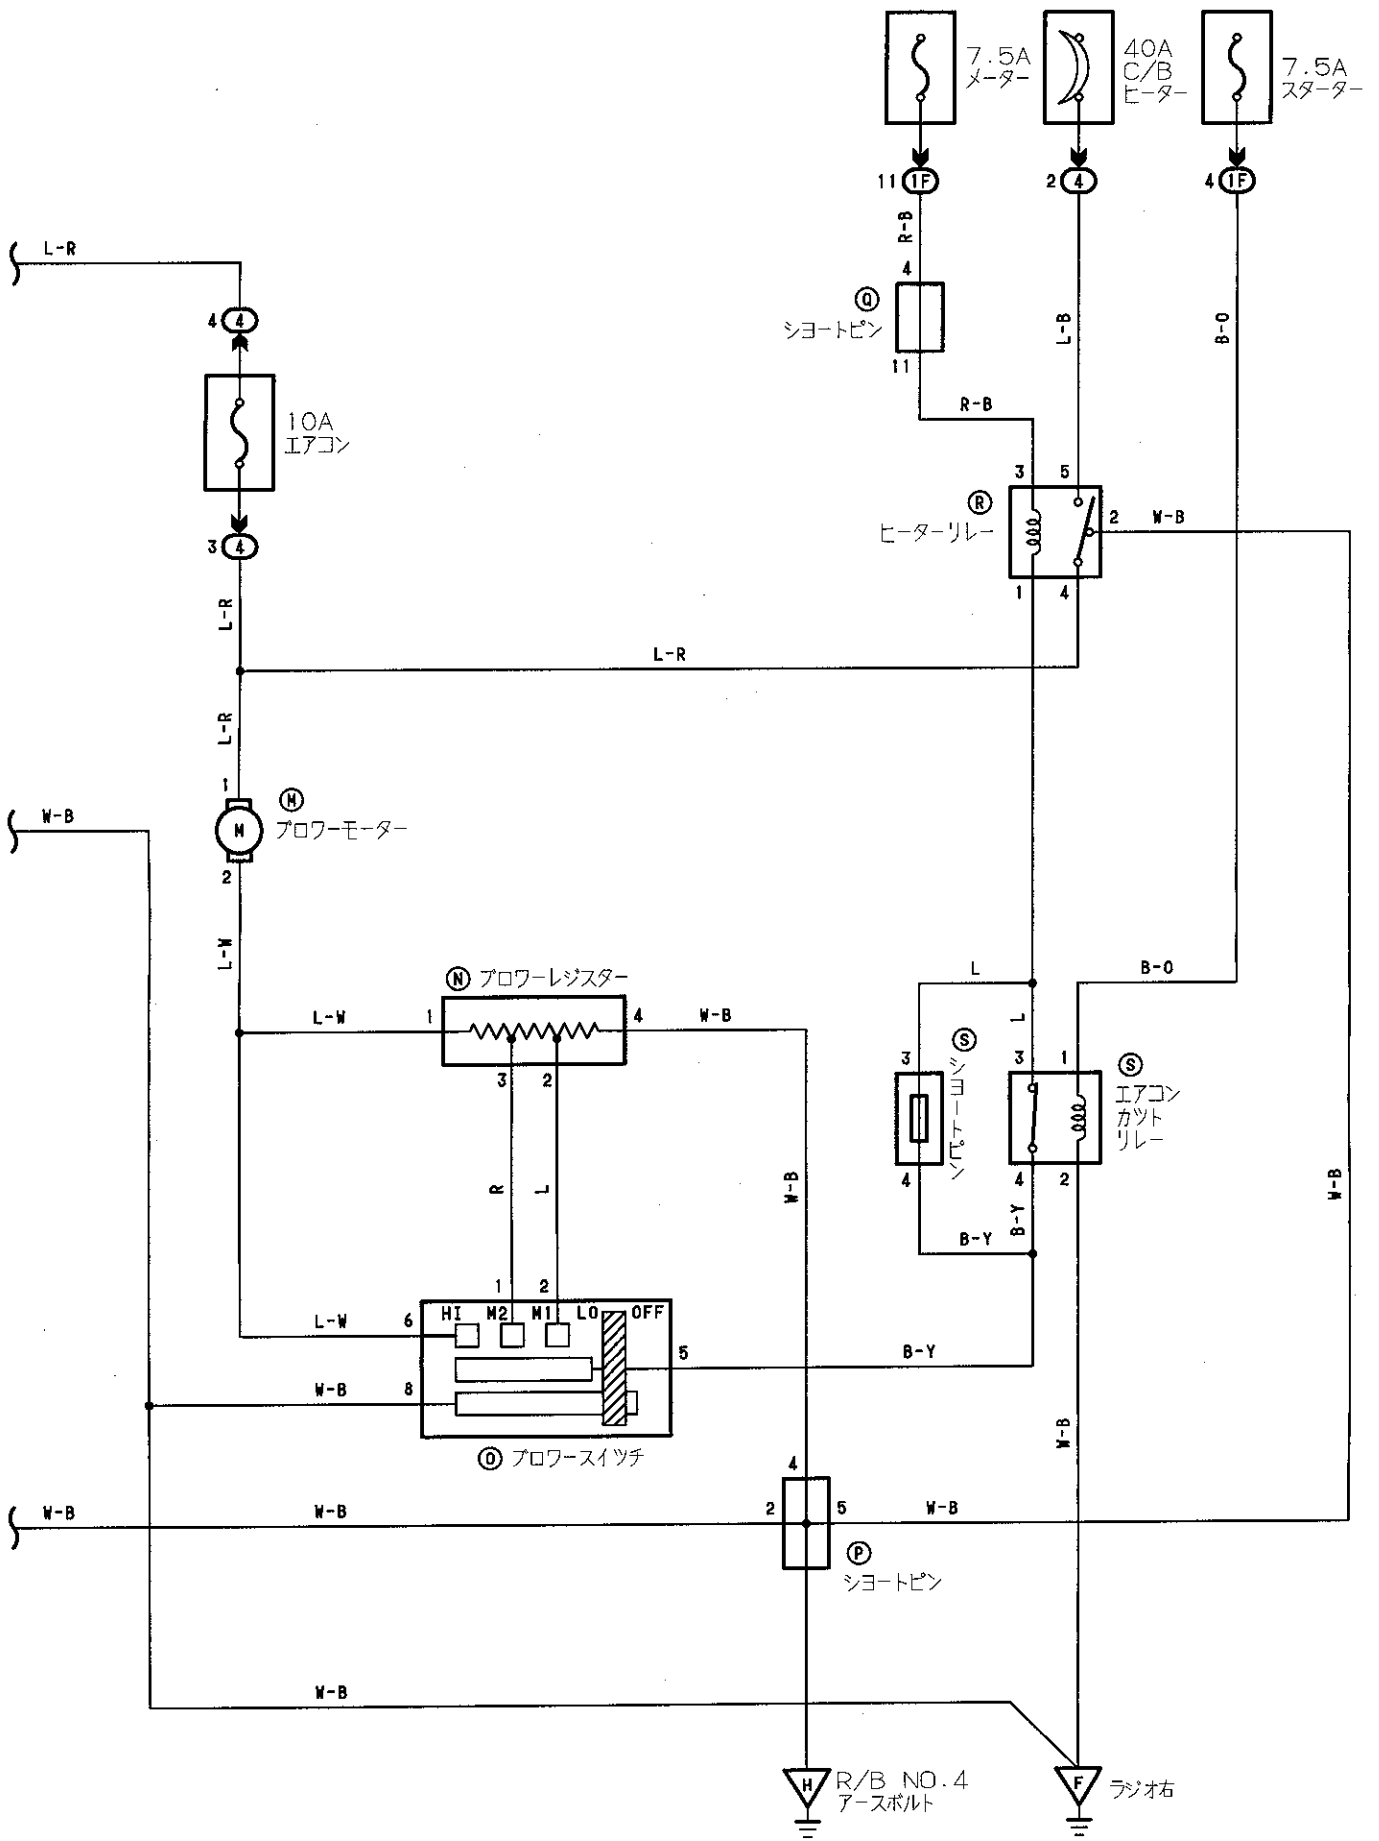 7.5A
メーター
40A
C/B
ヒーター
7.5A
スターター
11 1F
2 4
4 1F
R-B
L-R
4
Q
シヨートピン
11
L-B
B-O
4 4
10A
エアコン
R-B
3 5
R
ヒーターリレー
2 W-B
3 4
1 4
L-R
L-R
L-R
1
M
ブロワーモーター
M
W-B
2
L-W
N ブロワーレジスター
L
B-O
L-W 1
4 W-B
3 2
L
3
S
シヨートピン
4
3 1
S
エアコン
カツト
リレー
4 2
R
L
W-B
W-B
B-Y
B-Y
1 2
HI M2 M1 LO OFF
L-W 6
5 B-Y
W-B 8
O ブロワースイツチ
W-B
4
W-B W-B 2 5 W-B
P
シヨートピン
W-B
H R/B NO.4
アースボルト
F ラジオ右